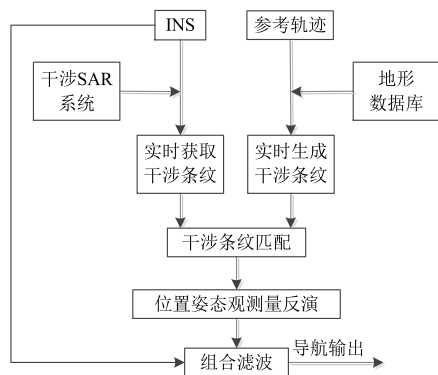 INS
参考轨迹
干涉SAR
系统
地形
数据库
实时获取
干涉条纹
实时生成
干涉条纹
干涉条纹匹配
位置姿态观测量反演
导航输出
组合滤波